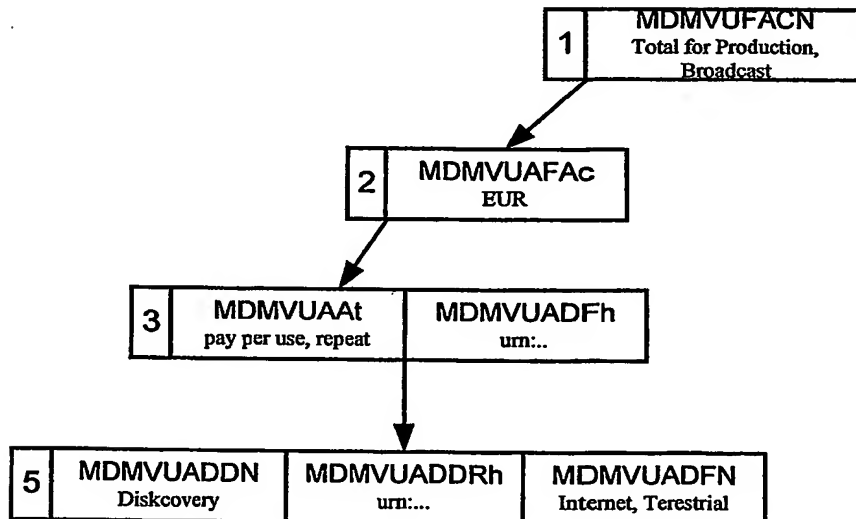 1
MDMVUFACN
Total for Production,
Broadcast
2
MDMVUAFAc
EUR
3
MDMVUAAt
pay per use, repeat
MDMVUADFh
urn:..
5
MDMVUADDN
Diskcovery
MDMVUADDRh
urn:...
MDMVUADFN
Internet, Terestrial